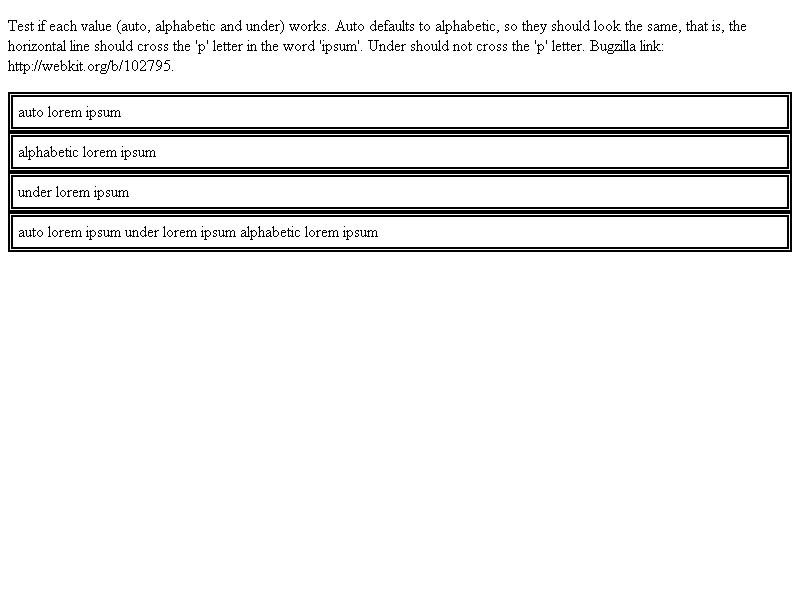 Test if each value (auto, alphabetic and under) works. Auto defaults to alphabetic, so they should look the same, that is, the
horizontal line should cross the 'p' letter in the word 'ipsum'. Under should not cross the 'p' letter. Bugzilla link:
http://webkit.org/b/102795.
auto lorem ipsum
alphabetic lorem ipsum
under lorem ipsum
auto lorem ipsum under lorem ipsum alphabetic lorem ipsum